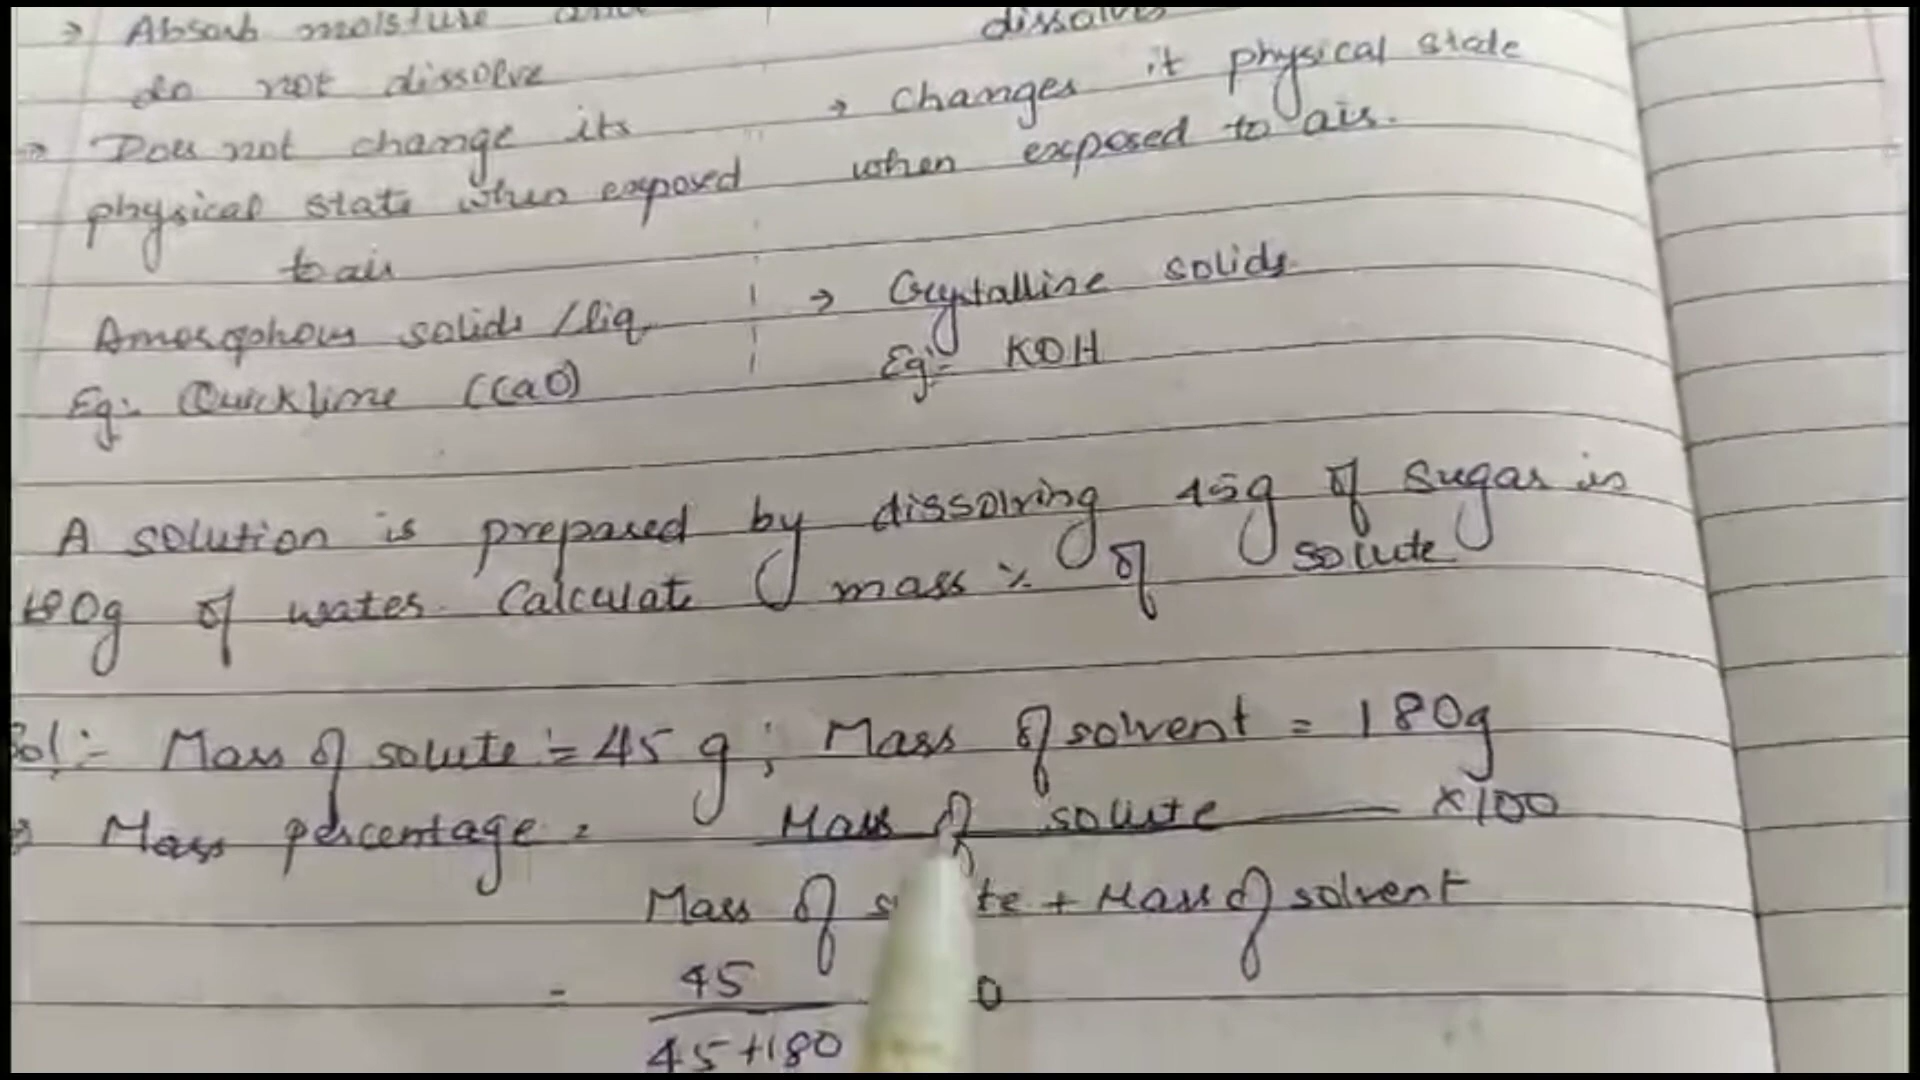 → Absorb moisture and
do not dissolve
→ Does not change its
physical state when exposed
to air
Amorphous solids / liq.
Eg:- Quicklime (CaO)
dissolves
→ Changes it physical state
when exposed to air.
→ Crystalline solids
Eg:- KOH
A solution is prepared by dissolving 45g of sugar in
180g of water. Calculate mass % of solute
Sol:- Mass of solute = 45 g; Mass of solvent = 180g
Mass percentage = Mass of solute ×100
Mass of + Mass of solvent
= 45
45+180